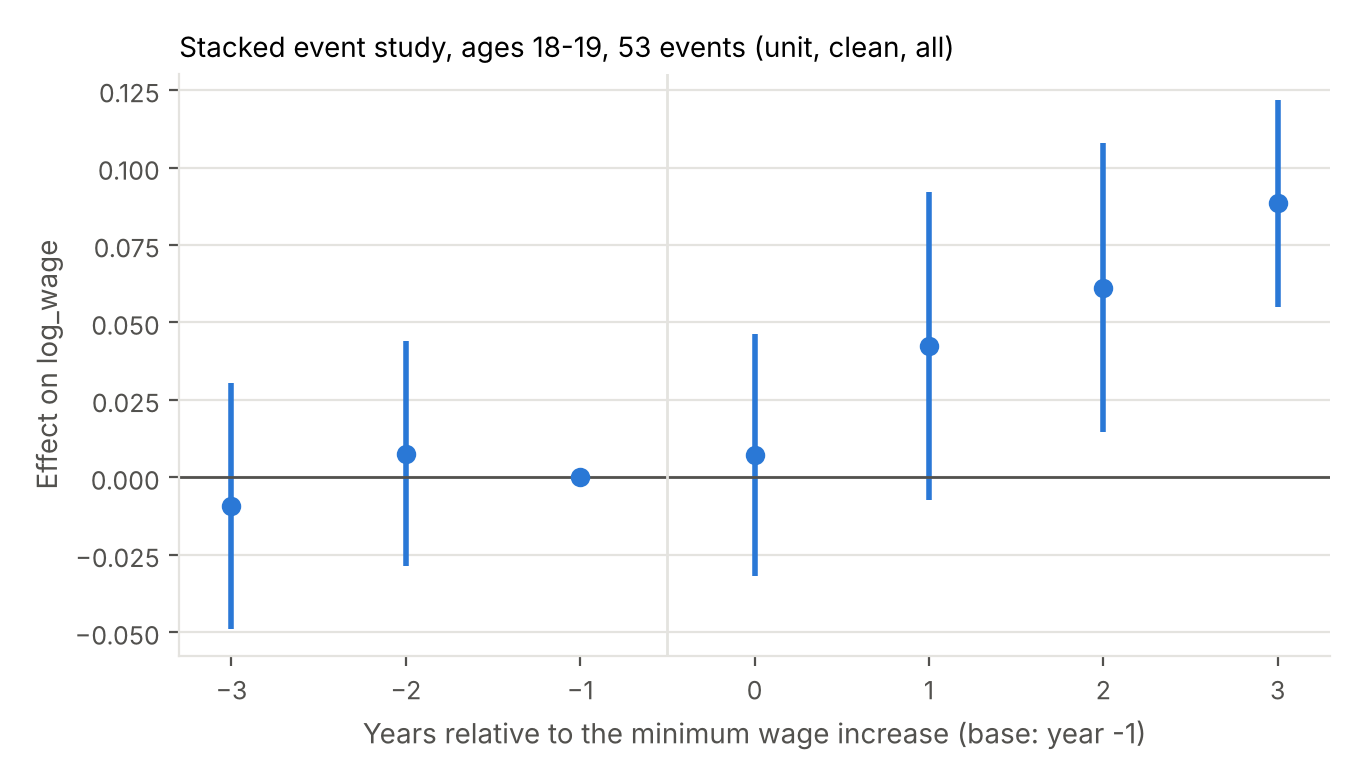 Stacked event study, ages 18-19, 53 events (unit, clean, all)
Effect on log_wage
0.125
0.100
0.075
0.050
0.025
0.000
−0.025
−0.050
−3 −2 −1 0 1 2 3
Years relative to the minimum wage increase (base: year -1)